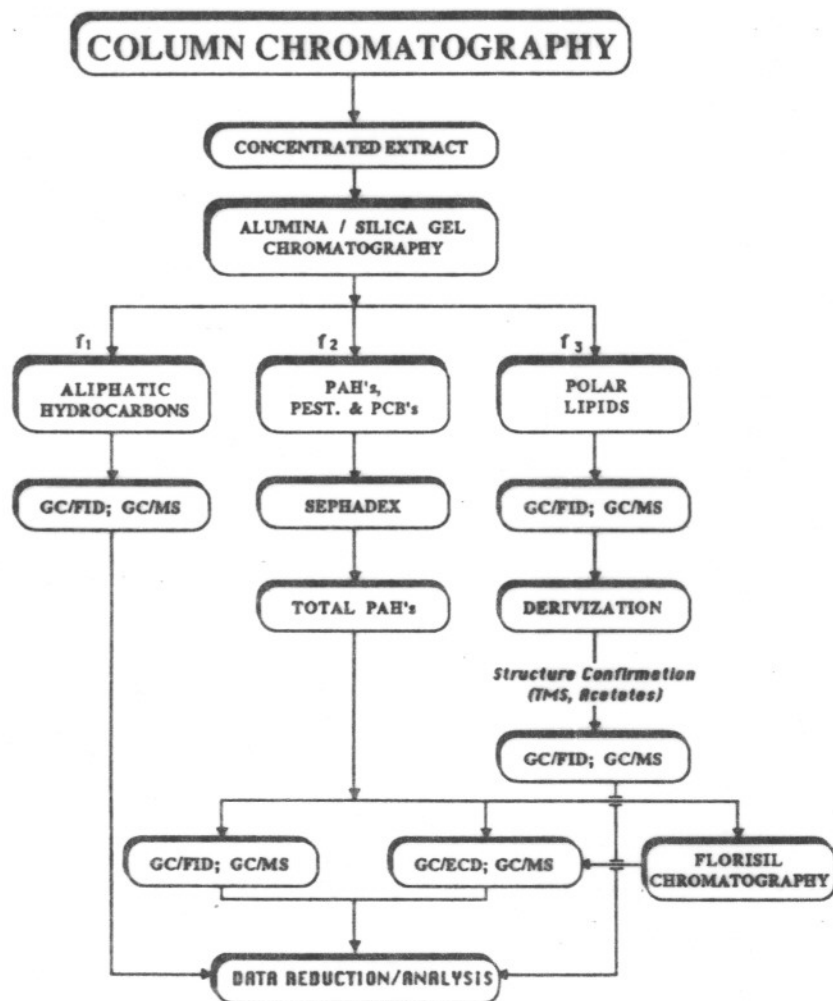 COLUMN CHROMATOGRAPHY
CONCENTRATED EXTRACT
ALUMINA / SILICA GEL
CHROMATOGRAPHY
f1
f2
f3
ALIPHATIC
HYDROCARBONS
PAH's,
PEST. & PCB's
POLAR
LIPIDS
GC/FID; GC/MS
SEPHADEX
GC/FID; GC/MS
TOTAL PAH's
DERIVIZATION
Structure Confirmation
(TMS, Acetates)
GC/FID; GC/MS
GC/FID; GC/MS
GC/ECD; GC/MS
FLORISIL
CHROMATOGRAPHY
DATA REDUCTION/ANALYSIS